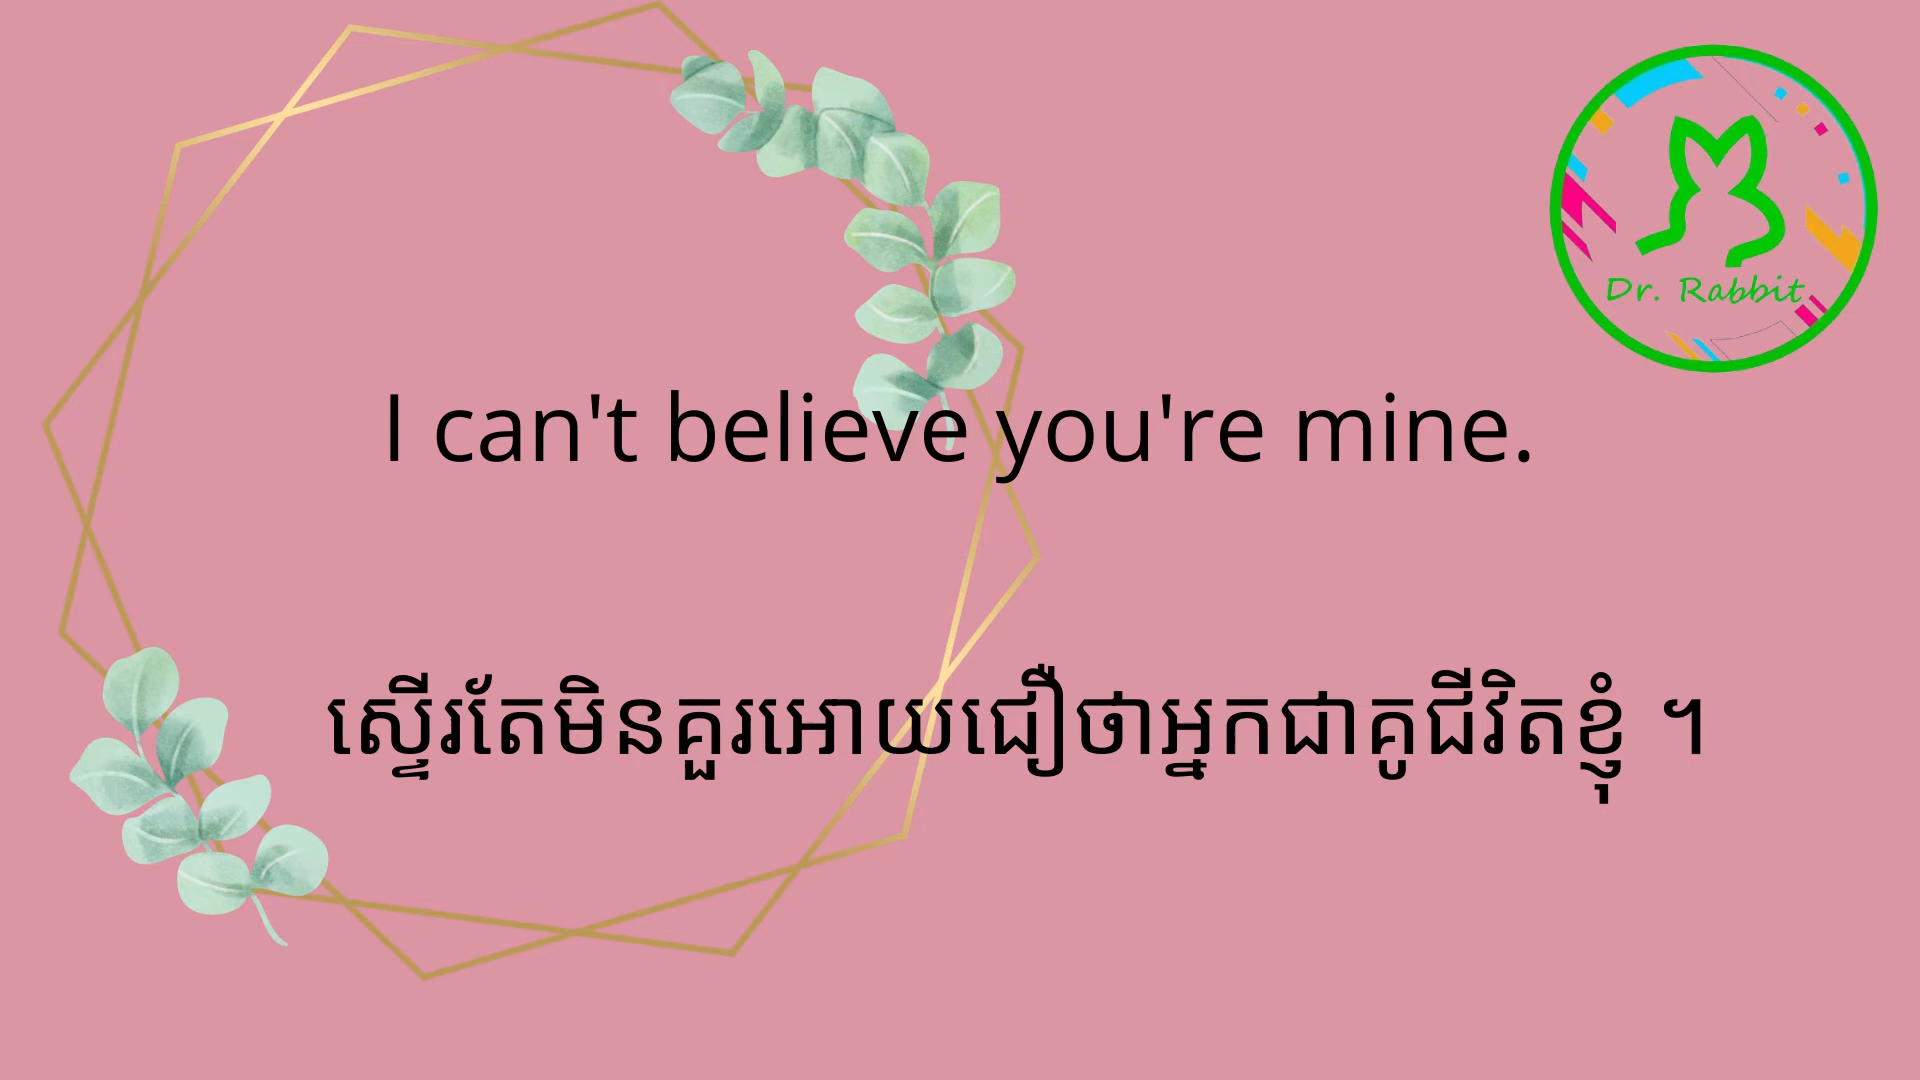 Dr. Rabbit
I can't believe you're mine.
ស្ទើរតែមិនគួរអោយជឿថាអ្នកជាគូជីវិតខ្ញុំ ។